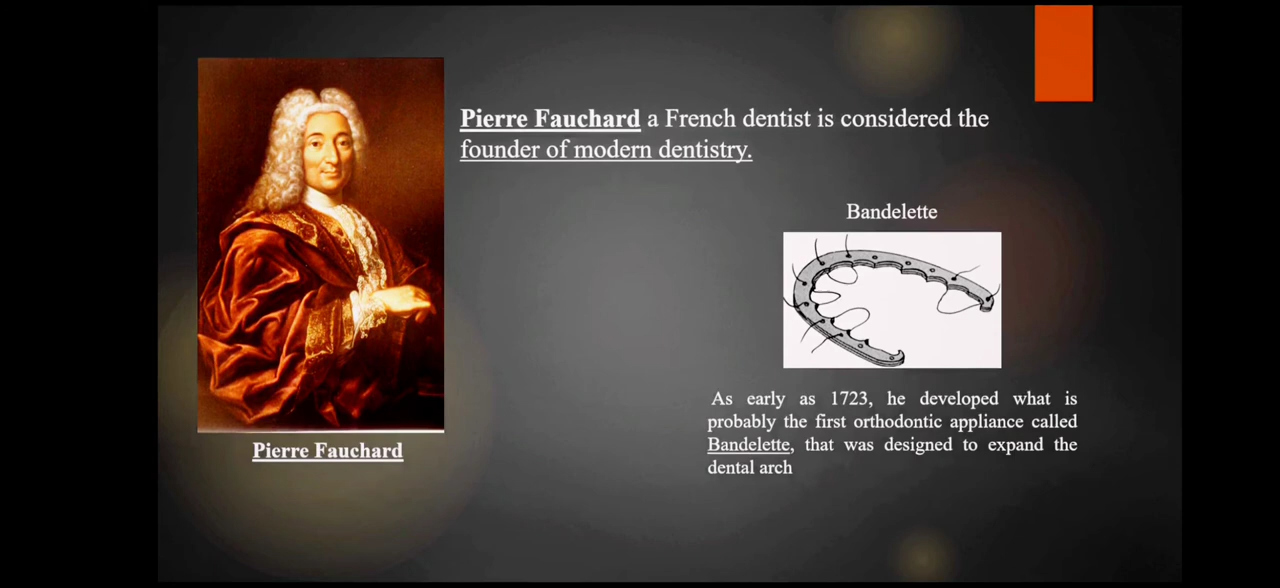 Pierre Fauchard a French dentist is considered the
founder of modern dentistry.
Bandelette
As early as 1723, he developed what is
probably the first orthodontic appliance called
Bandelette, that was designed to expand the
dental arch
Pierre Fauchard